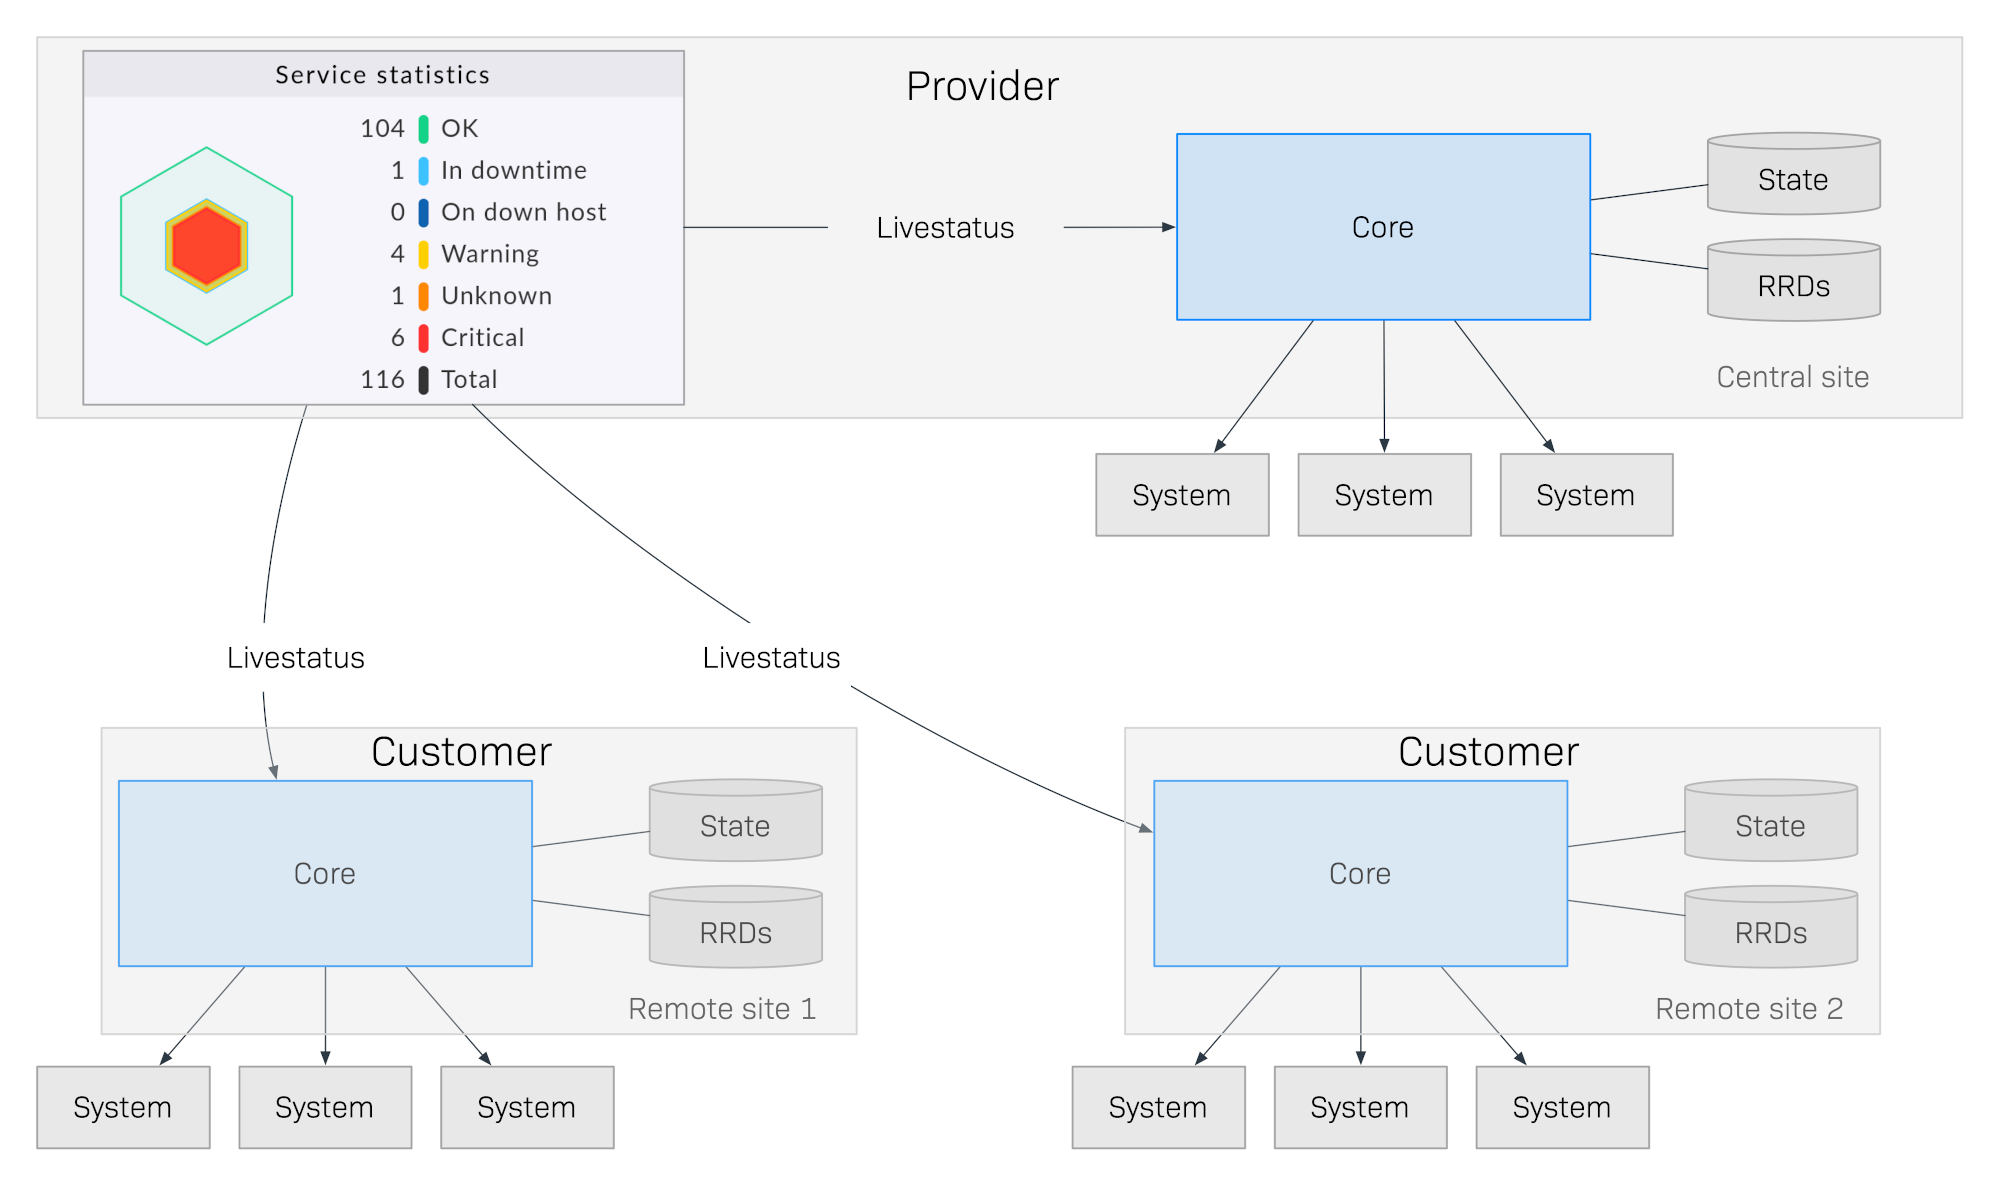 Service statistics
104 OK
1 In downtime
0 On down host
4 Warning
1 Unknown
6 Critical
116 Total
Provider
Livestatus
Core
State
RRDs
Central site
System
System
System
Livestatus
Livestatus
Customer
Core
State
RRDs
Remote site 1
System
System
System
Customer
Core
State
RRDs
Remote site 2
System
System
System